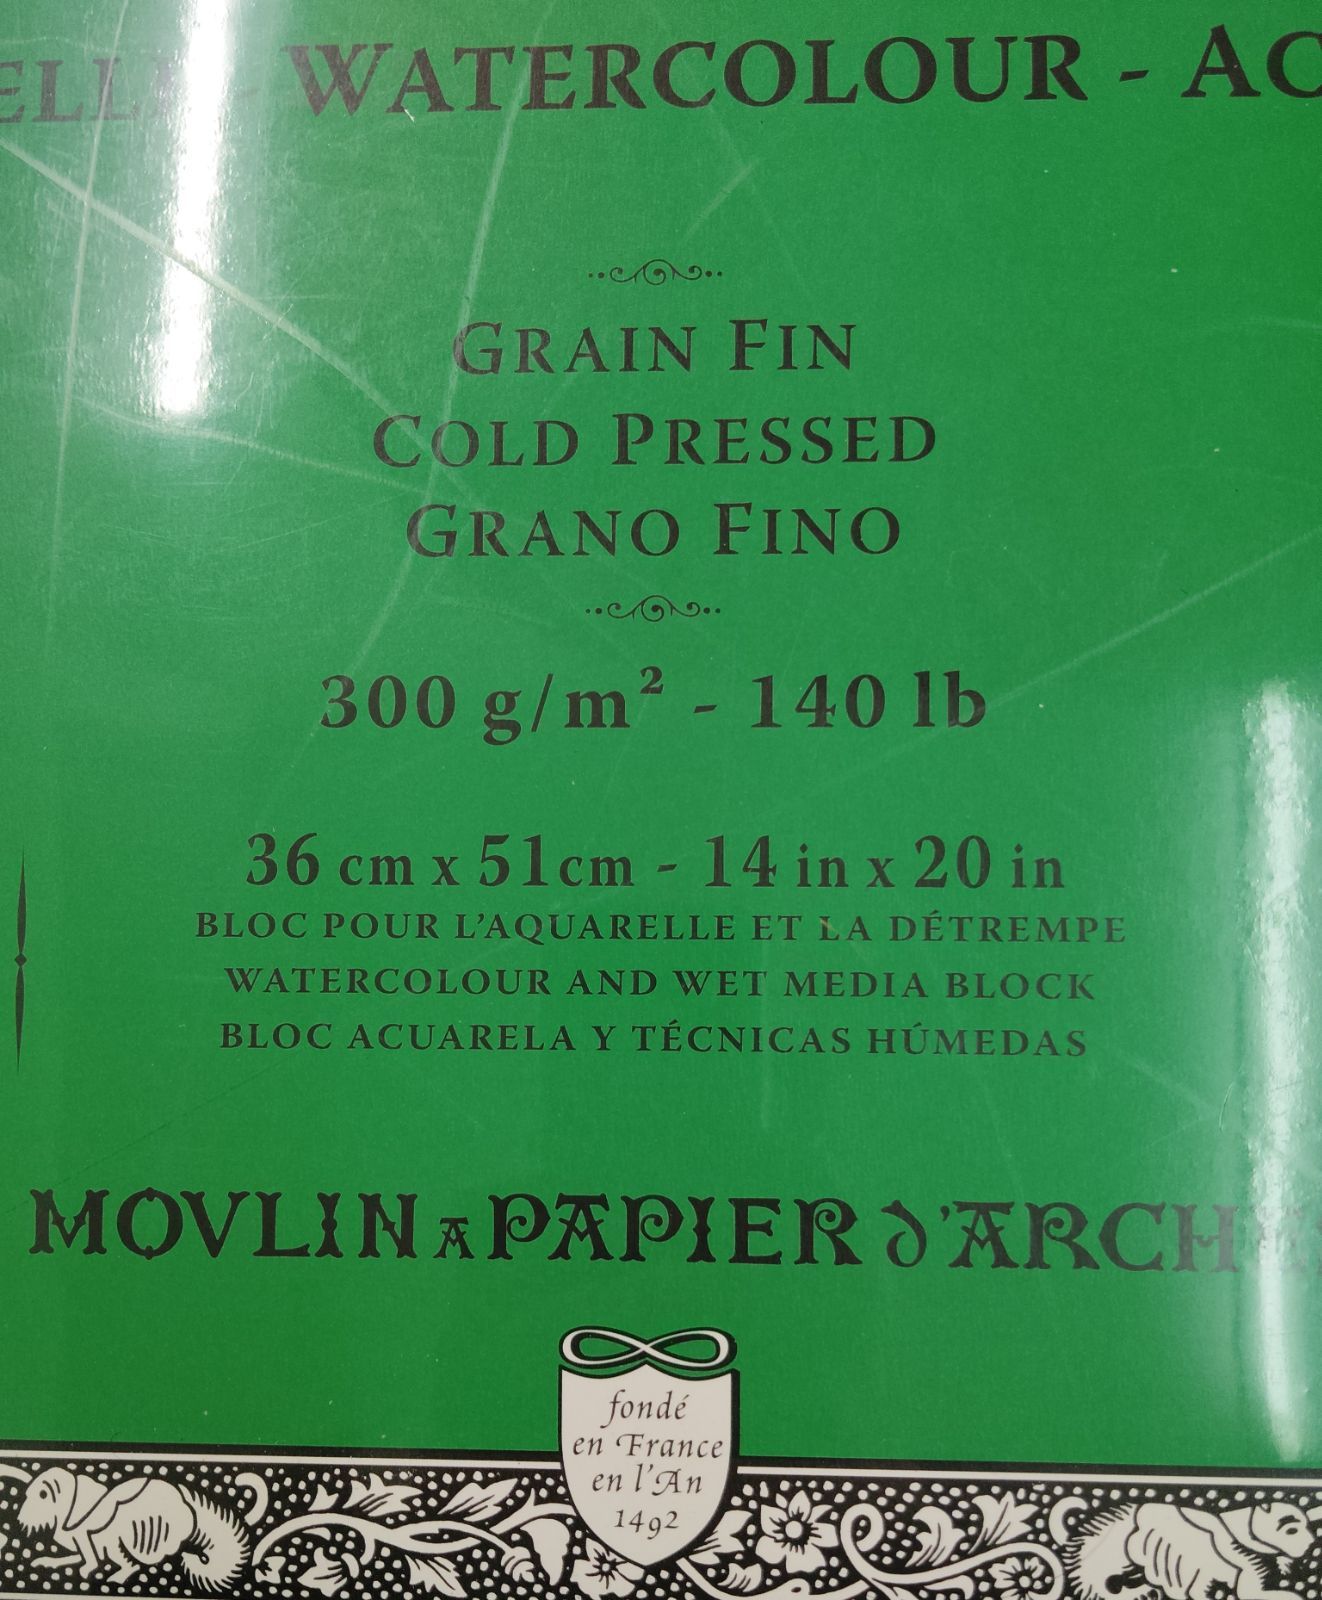 WATERCOLOUR -
GRAIN FIN
COLD PRESSED
GRANO FINO
300 g/m² - 140 lb
36 cm x 51cm - 14 in x 20 in
BLOC POUR L'AQUARELLE ET LA DÉTREMPE
WATERCOLOUR AND WET MEDIA BLOCK
BLOC ACUARELA Y TÉCNICAS HÚMEDAS
MOVLIN A PAPIER d'ARCH
fondé
en France
en l'An
1492